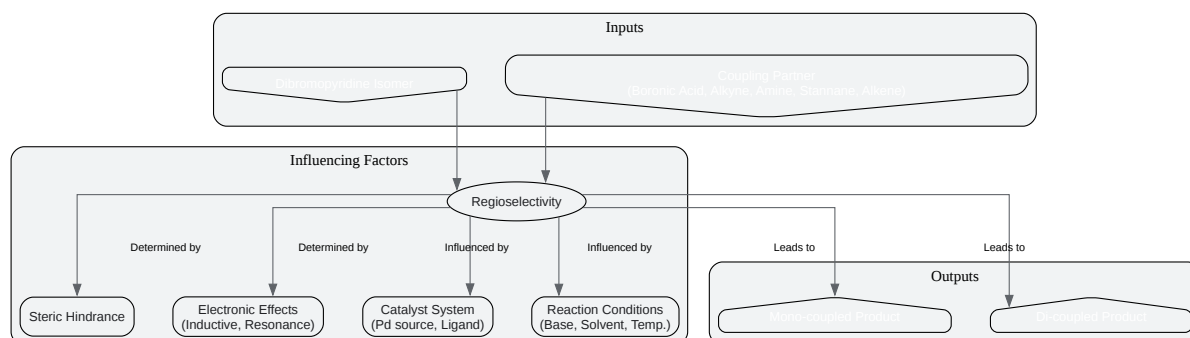 Inputs
Dibromopyridine Isomer
Coupling Partner
(Boronic Acid, Alkyne, Amine, Stannane, Alkene)
Influencing Factors
Regioselectivity
Determined by
Determined by
Influenced by
Influenced by
Leads to
Leads to
Outputs
Steric Hindrance
Electronic Effects
(Inductive, Resonance)
Catalyst System
(Pd source, Ligand)
Reaction Conditions
(Base, Solvent, Temp.)
Mono-coupled Product
Di-coupled Product